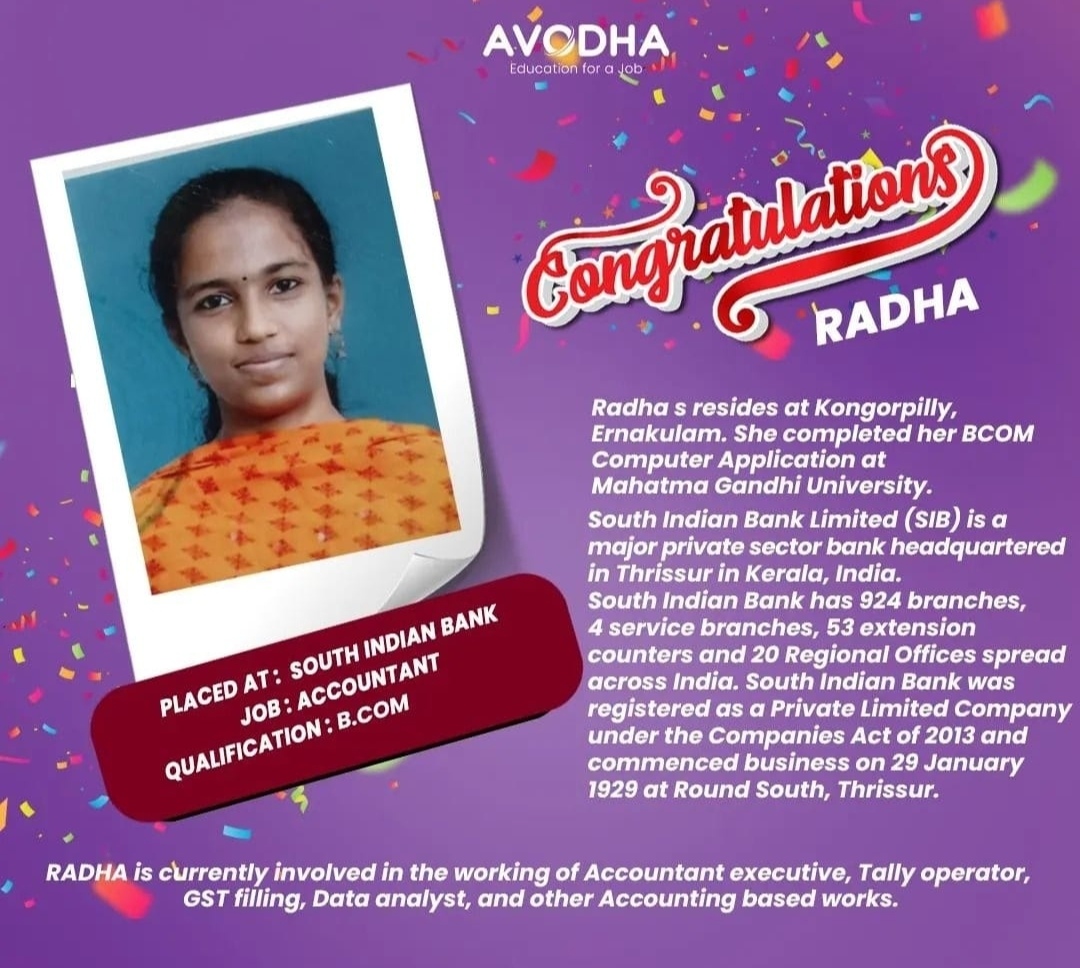 AVODHA
Education for a Job
Congratulations
RADHA
Radha s resides at Kongorpilly,
Ernakulam. She completed her BCOM
Computer Application at
Mahatma Gandhi University.
South Indian Bank Limited (SIB) is a
major private sector bank headquartered
in Thrissur in Kerala, India.
South Indian Bank has 924 branches,
4 service branches, 53 extension
counters and 20 Regional Offices spread
across India. South Indian Bank was
registered as a Private Limited Company
under the Companies Act of 2013 and
commenced business on 29 January
1929 at Round South, Thrissur.
PLACED AT : SOUTH INDIAN BANK
JOB : ACCOUNTANT
QUALIFICATION : B.COM
RADHA is currently involved in the working of Accountant executive, Tally operator,
GST filling, Data analyst, and other Accounting based works.